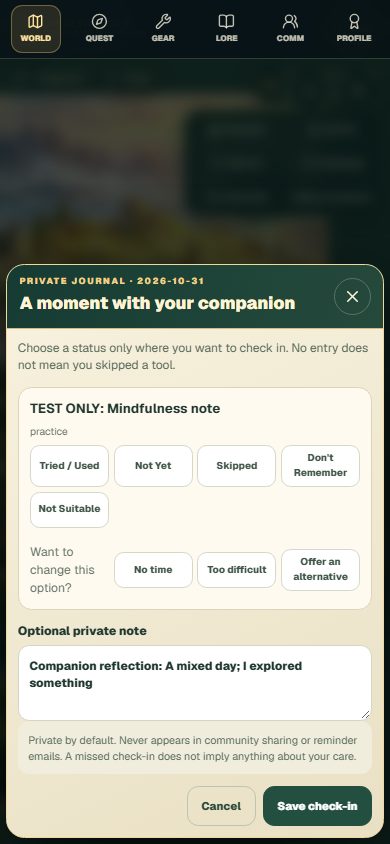 WORLD QUEST GEAR LORE COMM PROFILE
PRIVATE JOURNAL · 2026-10-31
A moment with your companion
Choose a status only where you want to check in. No entry does
not mean you skipped a tool.
TEST ONLY: Mindfulness note
practice
Tried / Used
Not Yet
Skipped
Don't
Remember
Not Suitable
Want to
change this
option?
No time
Too difficult
Offer an
alternative
Optional private note
Companion reflection: A mixed day; I explored
something
Private by default. Never appears in community sharing or reminder
emails. A missed check-in does not imply anything about your care.
Cancel
Save check-in